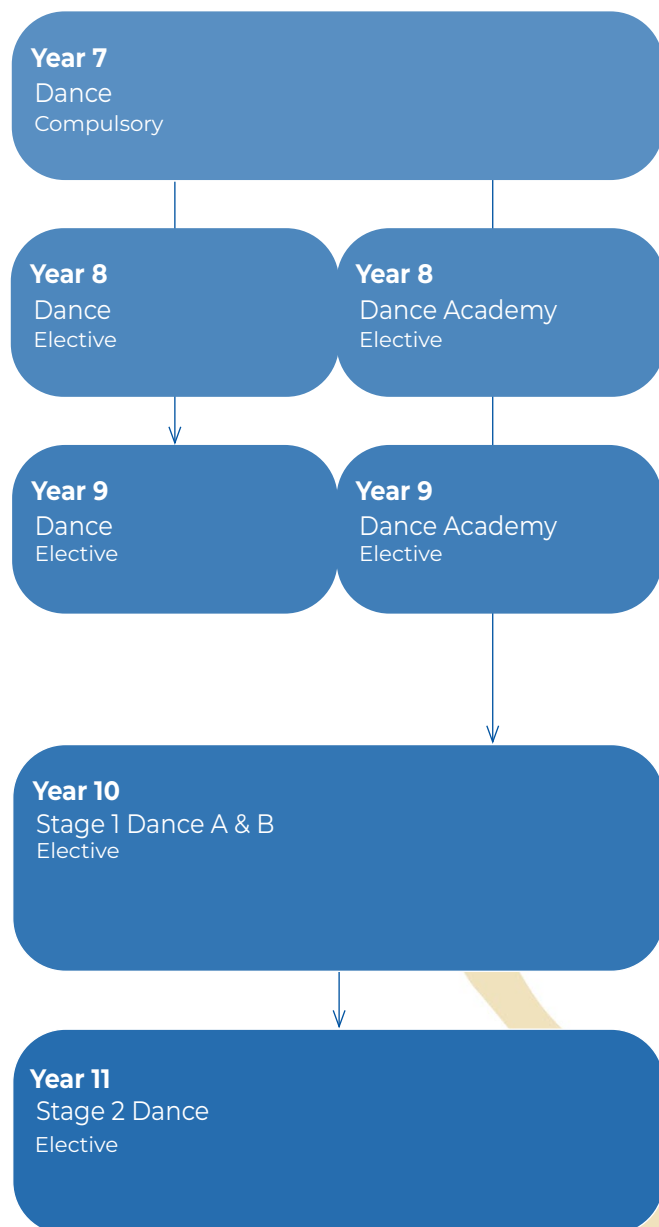 Year 7
Dance
Compulsory
Year 8
Dance
Elective
Year 8
Dance Academy
Elective
Year 9
Dance
Elective
Year 9
Dance Academy
Elective
Year 10
Stage 1 Dance A & B
Elective
Year 11
Stage 2 Dance
Elective